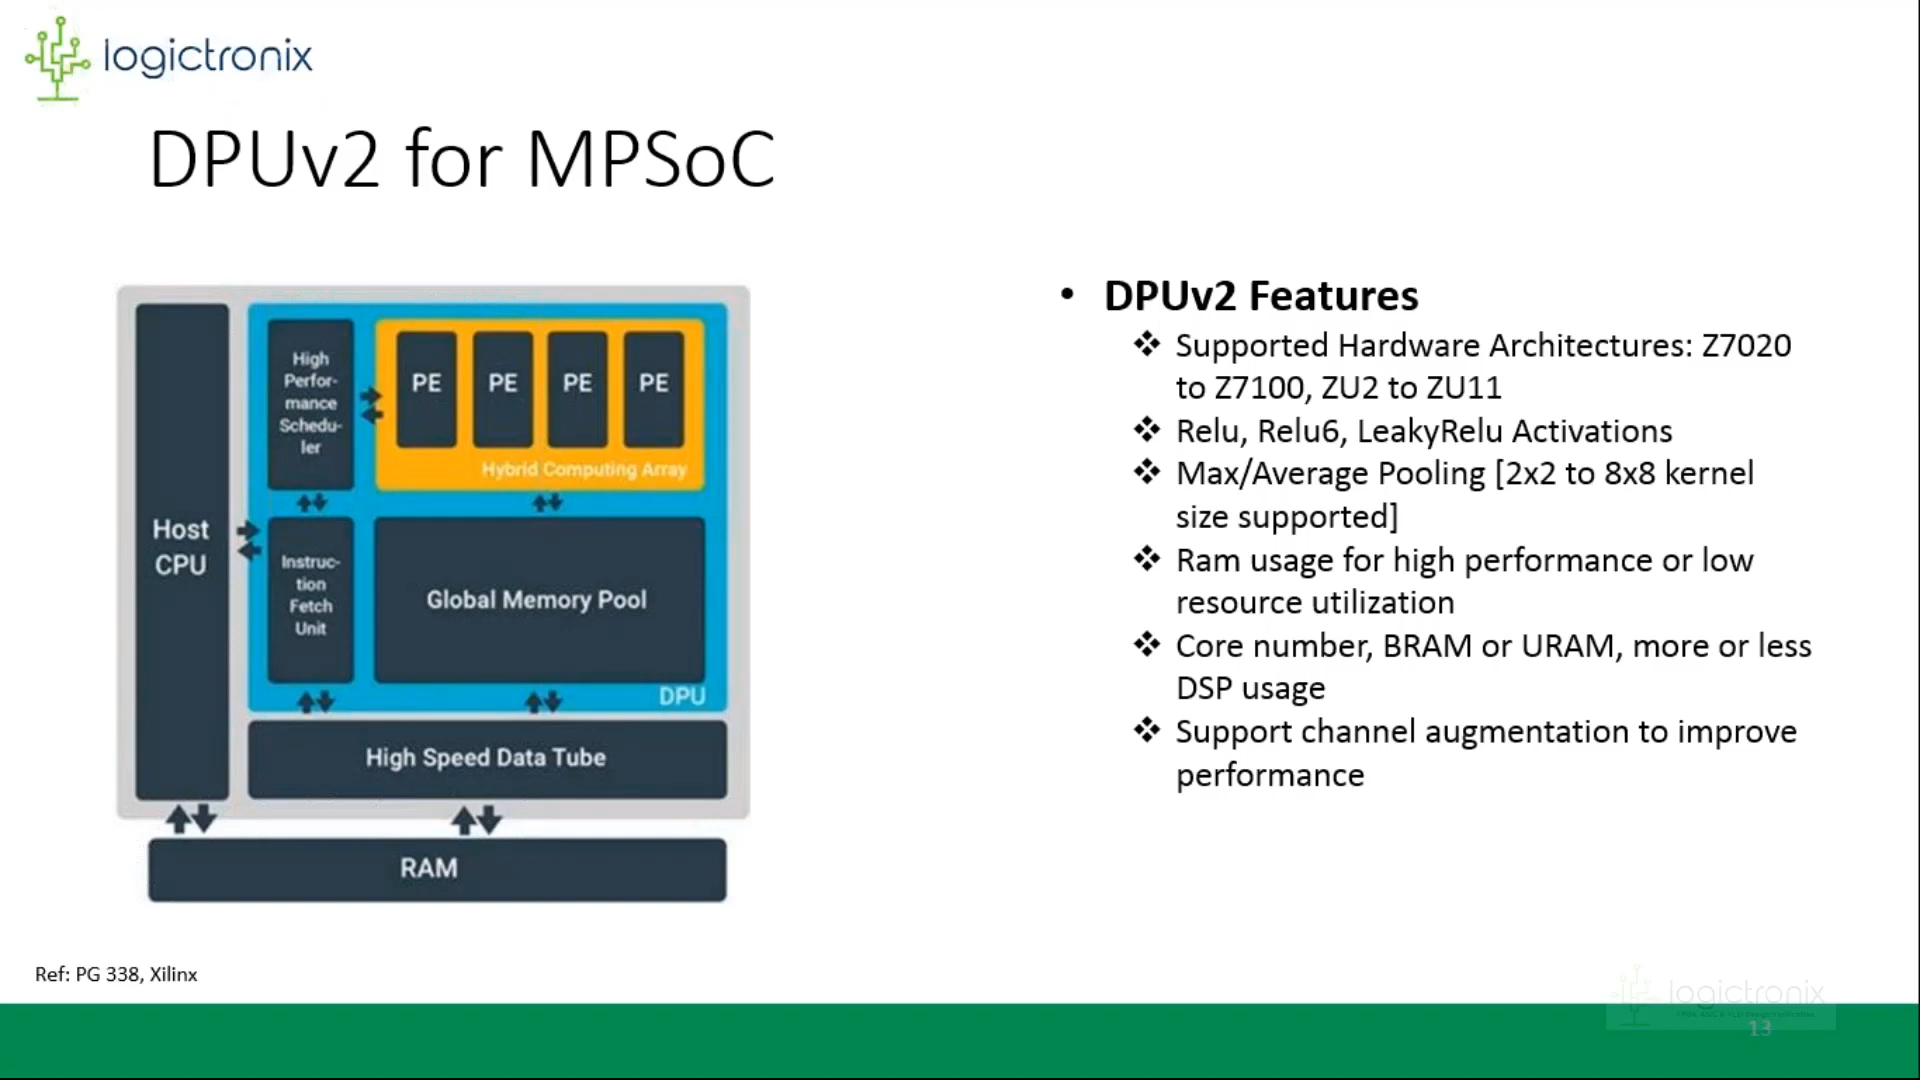 logictronix
DPUv2 for MPSoC
High
Perfor-
mance
Schedu-
ler
PE PE PE PE
Hybrid Computing Array
Host
CPU
Instruc-
tion
Fetch
Unit
Global Memory Pool
DPU
High Speed Data Tube
RAM
• DPUv2 Features
❖ Supported Hardware Architectures: Z7020
to Z7100, ZU2 to ZU11
❖ Relu, Relu6, LeakyRelu Activations
❖ Max/Average Pooling [2x2 to 8x8 kernel
size supported]
❖ Ram usage for high performance or low
resource utilization
❖ Core number, BRAM or URAM, more or less
DSP usage
❖ Support channel augmentation to improve
performance
Ref: PG 338, Xilinx
logictronix
13